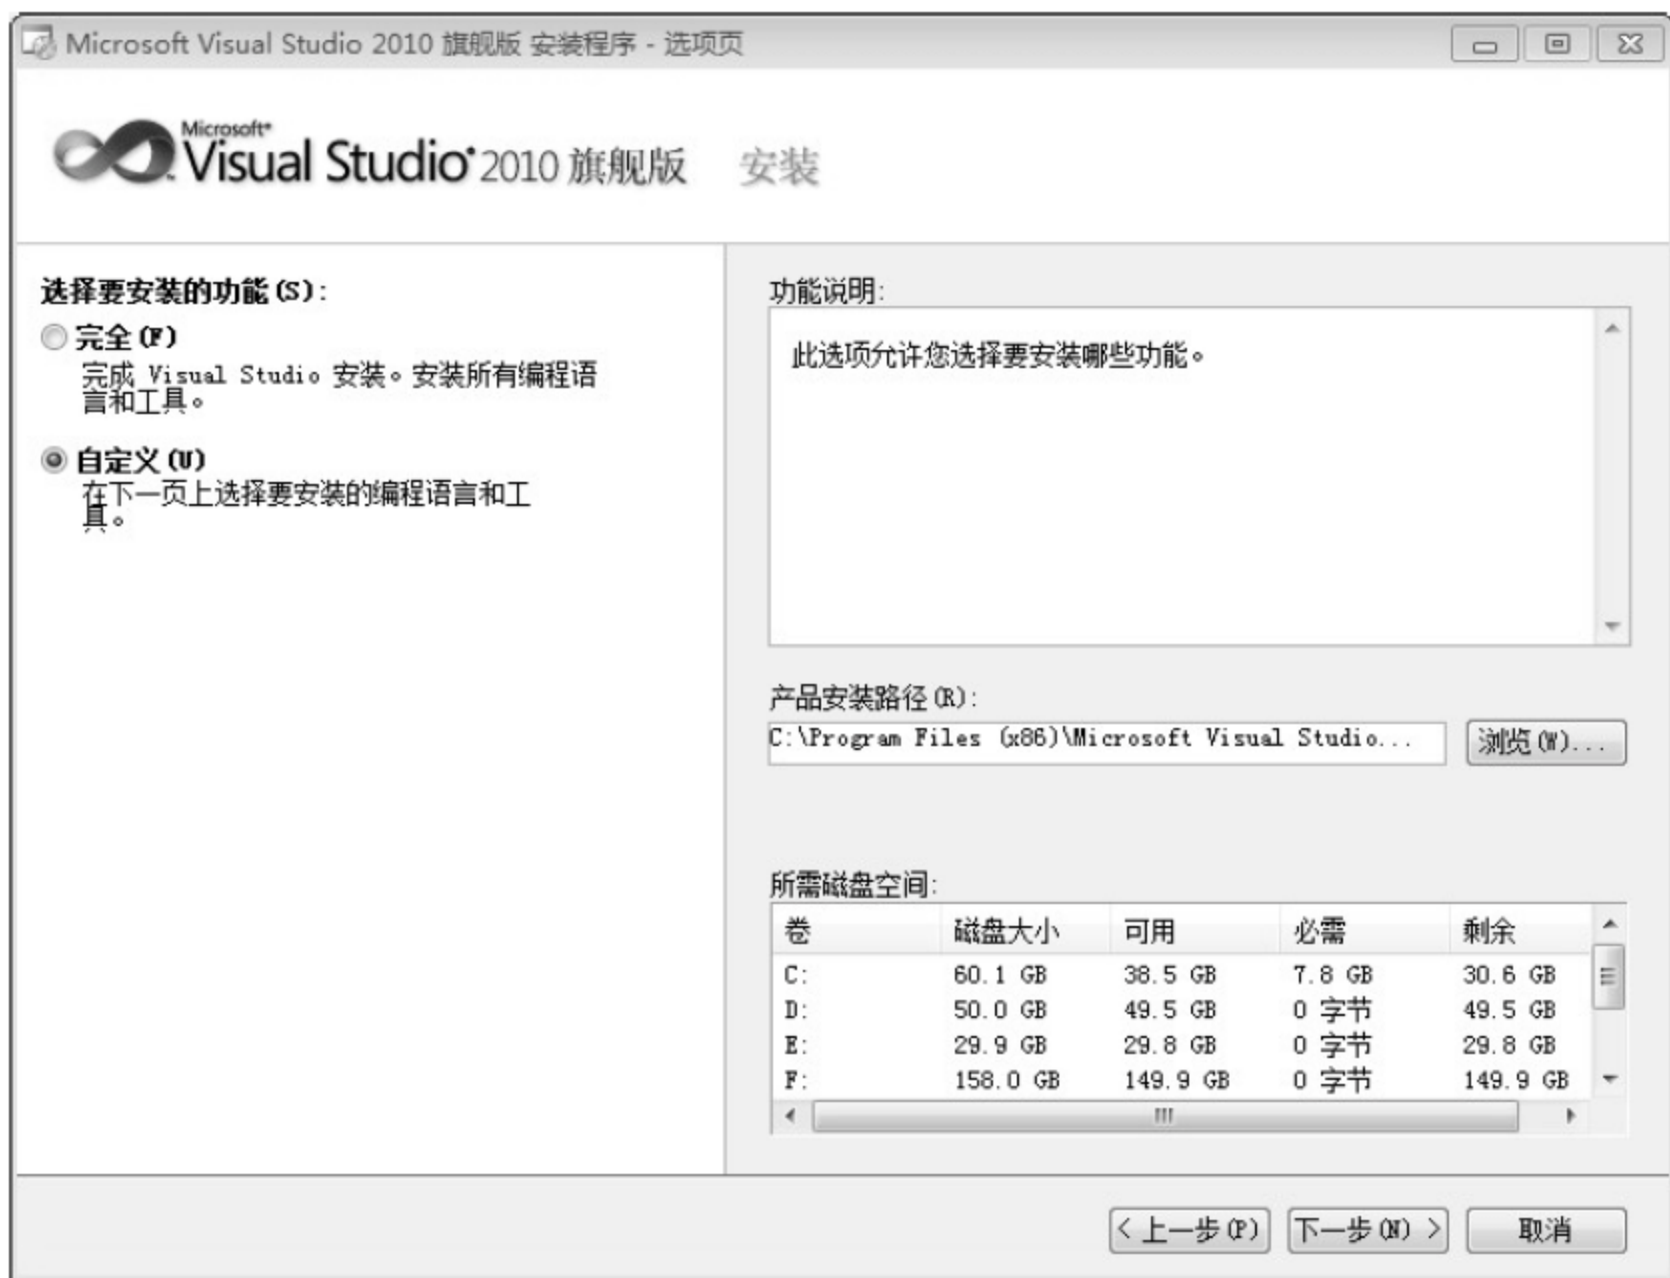 Microsoft Visual Studio 2010 旗舰版 安装程序 - 选项页
Microsoft®
Visual Studio® 2010 旗舰版 安装
选择要安装的功能(S):
完全(F)
完成 Visual Studio 安装。安装所有编程语
言和工具。
自定义(U)
在下一页上选择要安装的编程语言和工
具。
功能说明:
此选项允许您选择要安装哪些功能。
产品安装路径(R):
C:\Program Files (x86)\Microsoft Visual Studio...
浏览(W)...
所需磁盘空间:
卷 磁盘大小 可用 必需 剩余
C: 60.1 GB 38.5 GB 7.8 GB 30.6 GB
D: 50.0 GB 49.5 GB 0 字节 49.5 GB
E: 29.9 GB 29.8 GB 0 字节 29.8 GB
F: 158.0 GB 149.9 GB 0 字节 149.9 GB
< 上一步(P) 下一步(N) > 取消